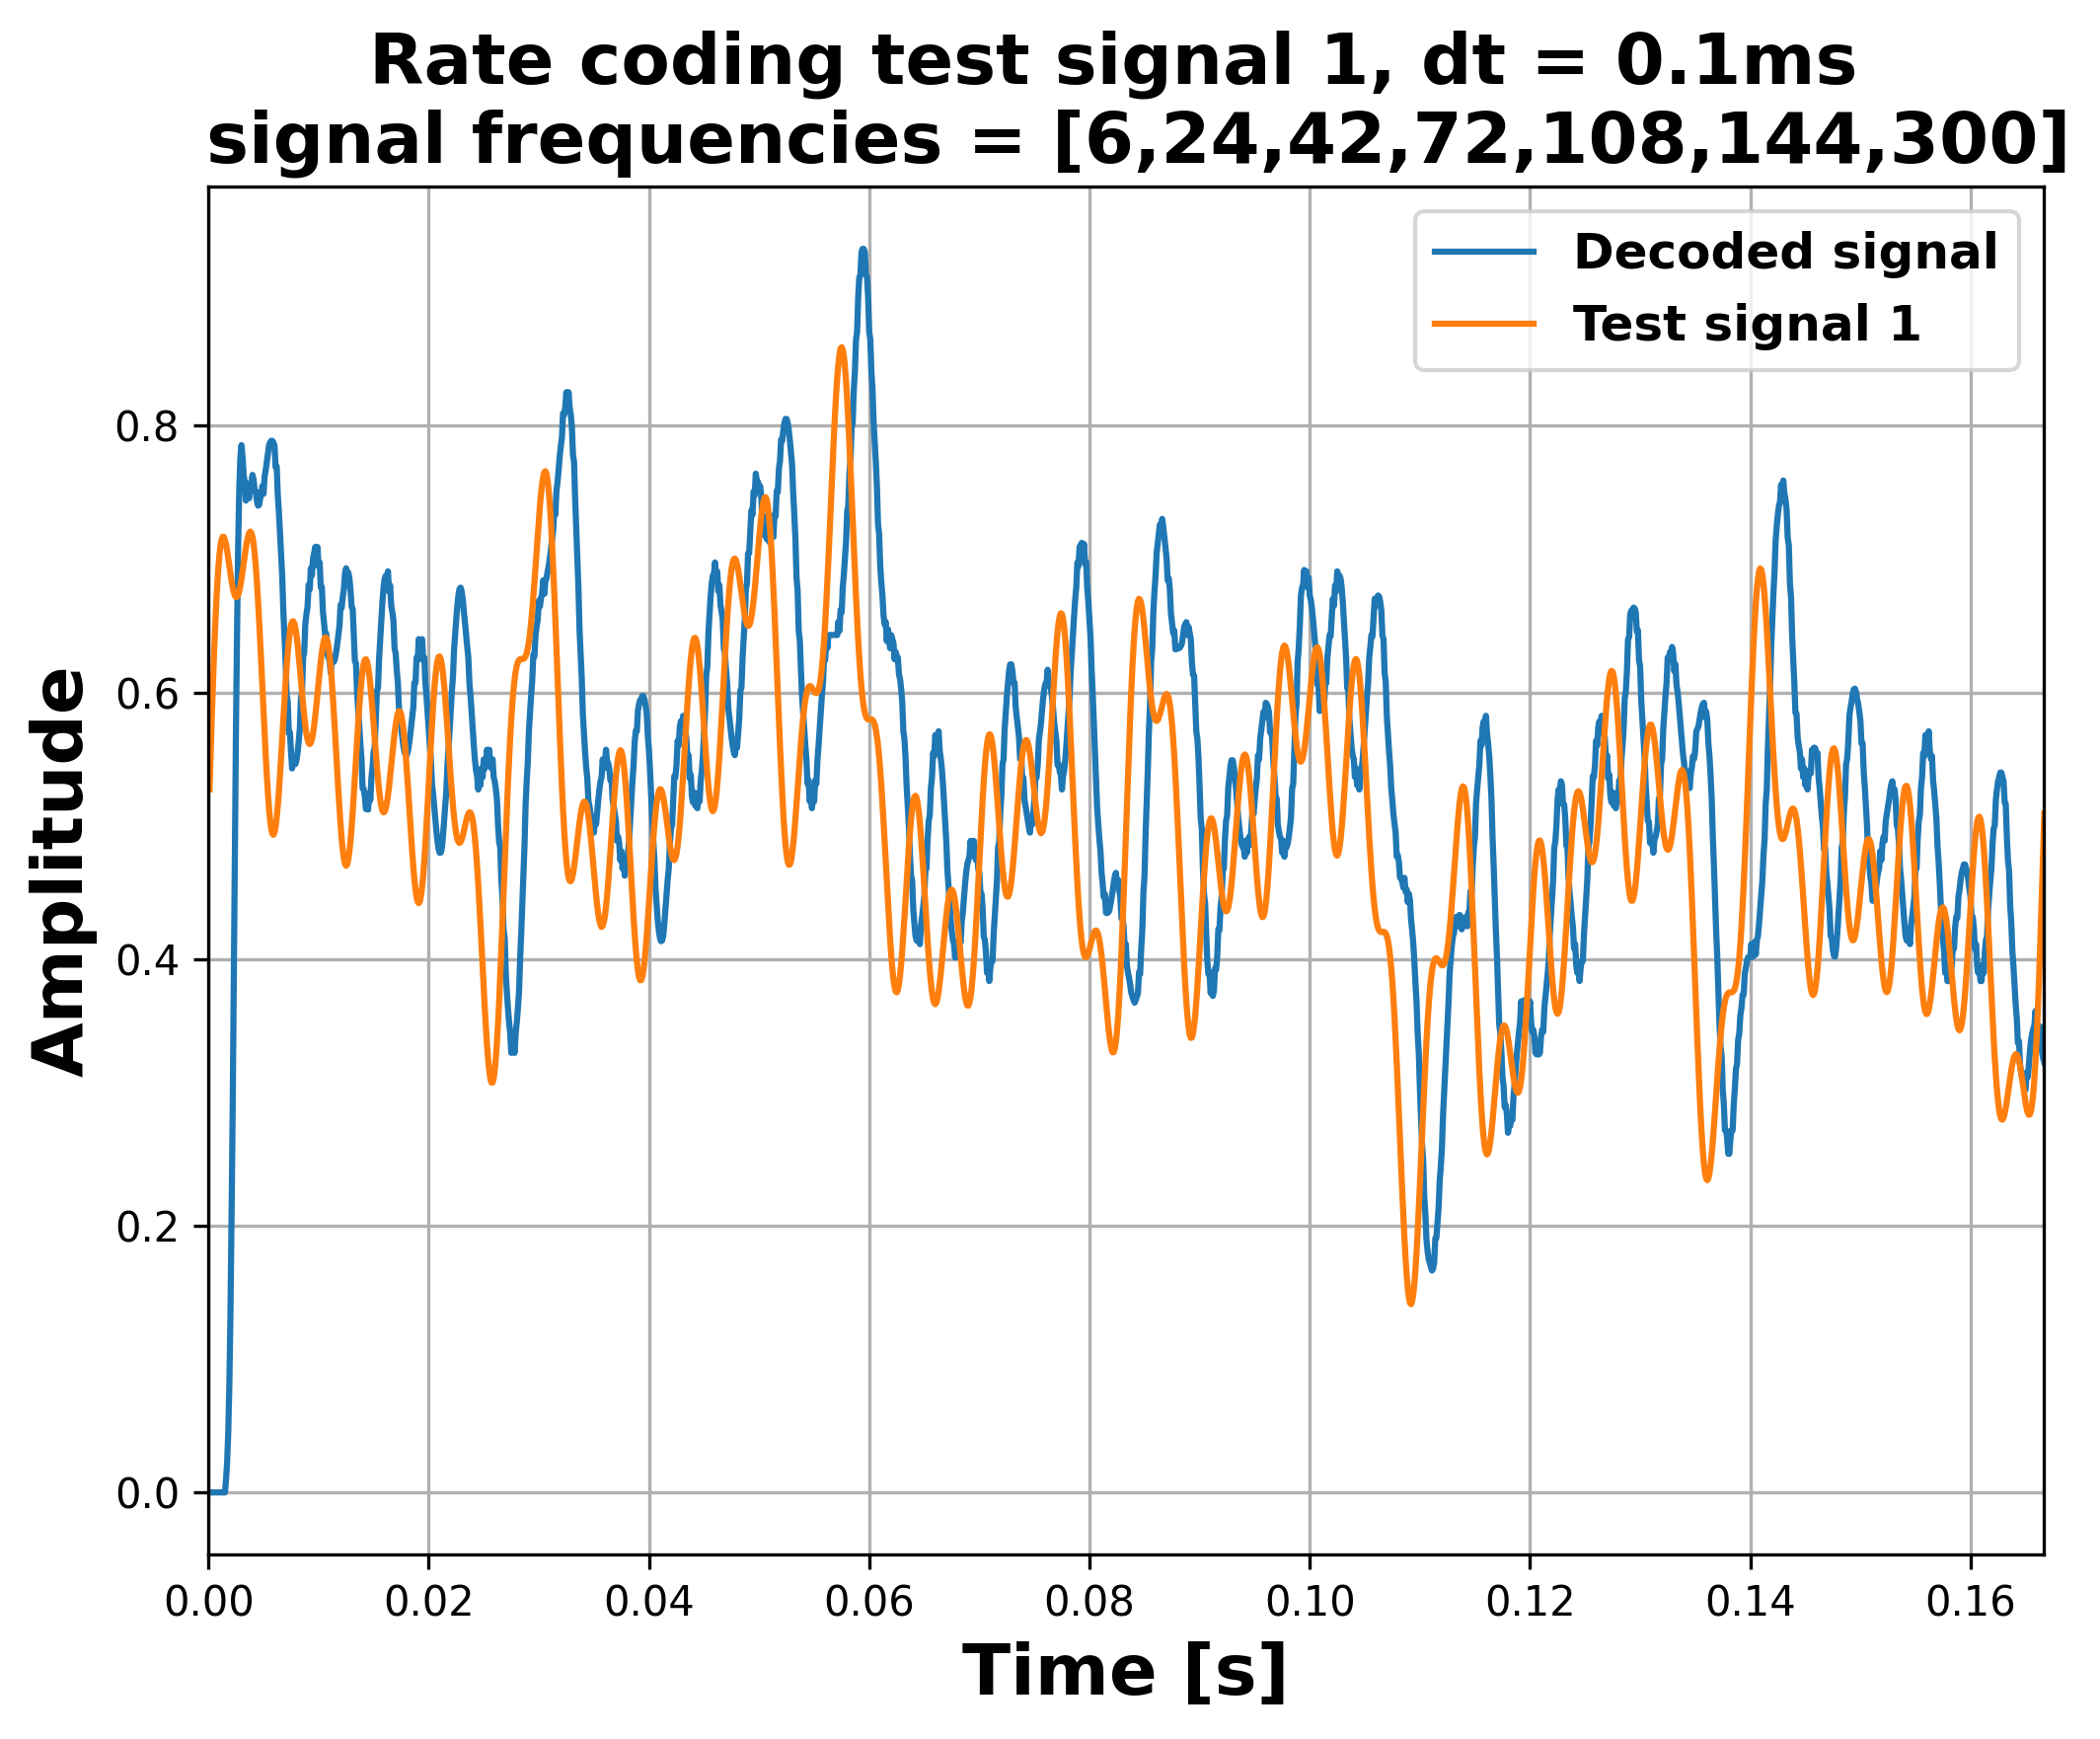 Rate coding test signal 1, dt = 0.1ms
signal frequencies = [6,24,42,72,108,144,300]
Decoded signal
Test signal 1
Amplitude
0.8
0.6
0.4
0.2
0.0
0.00 0.02 0.04 0.06 0.08 0.10 0.12 0.14 0.16
Time [s]